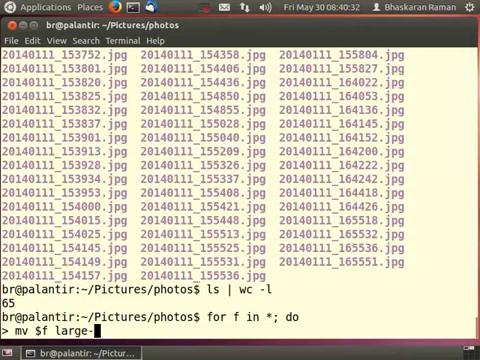 Applications Places Fri May 30 08:40:32 Bhaskaran Raman
br@palantir: ~/Pictures/photos
File Edit View Search Terminal Help
20140111_153752.jpg 20140111_154358.jpg 20140111_155804.jpg
20140111_153801.jpg 20140111_154406.jpg 20140111_155827.jpg
20140111_153820.jpg 20140111_154436.jpg 20140111_164022.jpg
20140111_153825.jpg 20140111_154850.jpg 20140111_164053.jpg
20140111_153832.jpg 20140111_154855.jpg 20140111_164136.jpg
20140111_153837.jpg 20140111_155028.jpg 20140111_164145.jpg
20140111_153901.jpg 20140111_155040.jpg 20140111_164152.jpg
20140111_153913.jpg 20140111_155209.jpg 20140111_164200.jpg
20140111_153928.jpg 20140111_155326.jpg 20140111_164222.jpg
20140111_153934.jpg 20140111_155337.jpg 20140111_164242.jpg
20140111_153953.jpg 20140111_155408.jpg 20140111_164418.jpg
20140111_154000.jpg 20140111_155421.jpg 20140111_164426.jpg
20140111_154015.jpg 20140111_155448.jpg 20140111_165518.jpg
20140111_154025.jpg 20140111_155513.jpg 20140111_165532.jpg
20140111_154145.jpg 20140111_155525.jpg 20140111_165536.jpg
20140111_154149.jpg 20140111_155531.jpg 20140111_165551.jpg
20140111_154157.jpg 20140111_155536.jpg
br@palantir:~/Pictures/photos$ ls | wc -l
65
br@palantir:~/Pictures/photos$ for f in *; do
> mv $f large-
br@palantir: ~/Pictur...